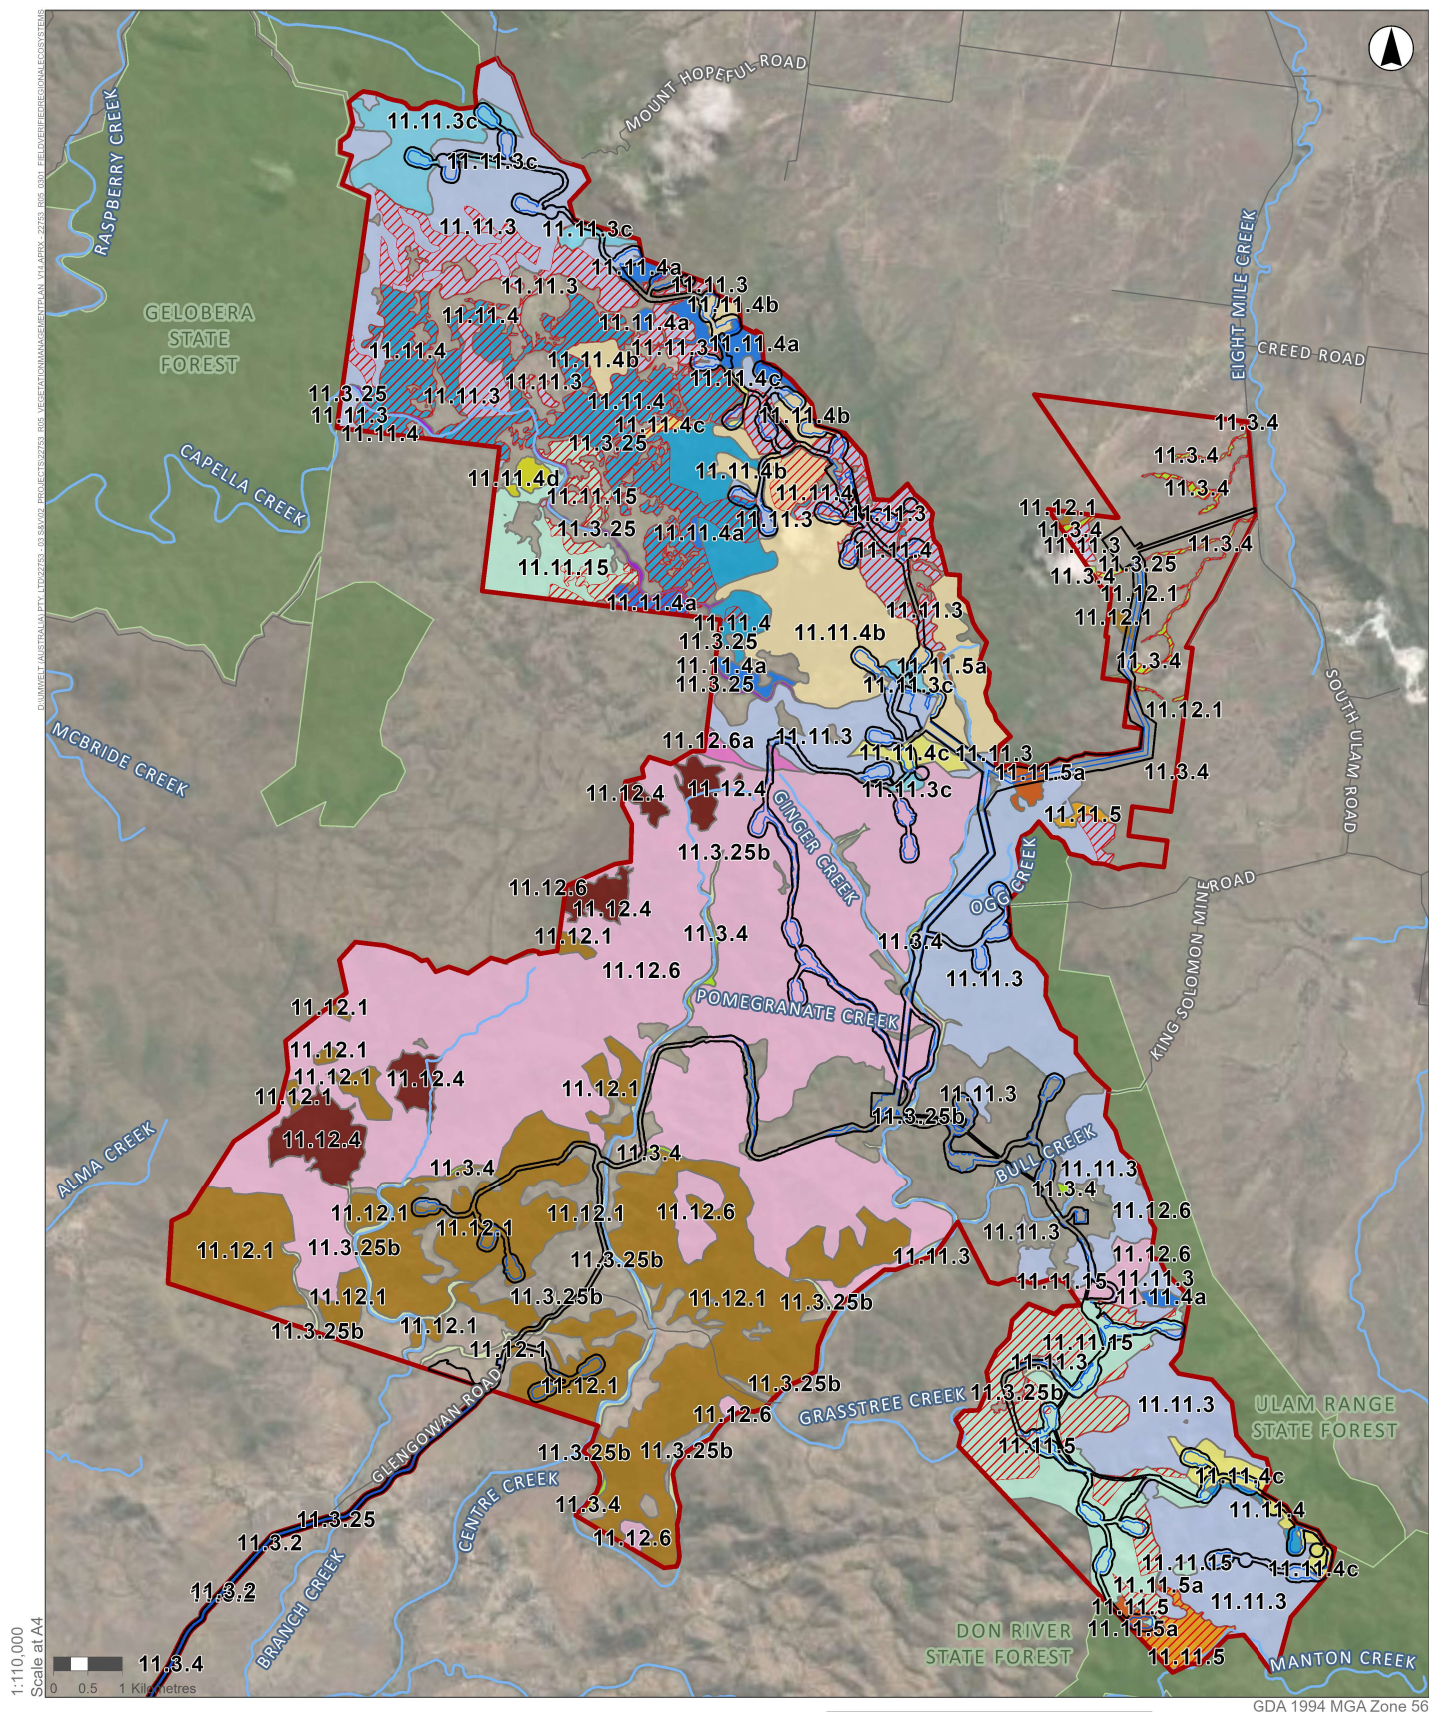 D:\UMWELT (AUSTRALIA) PTY. LTD\22753 - 03 S&V\02_PROJECTS\22753_R05_VEGETATIONMANAGEMENTPLAN_V14.APRX - 22753_R05_0301_FIELDVERIFIEDREGIONALECOSYSTEMS
MOUNT HOPEFUL ROAD
RASPBERRY CREEK
11.11.3c
11.11.3c
11.11.3
11.11.3c
EIGHT MILE CREEK
11.11.4a
11.11.3
11.11.3
11.11.4b
GELOBERA
STATE
FOREST
11.11.4
11.11.4a
11.11.4
11.11.3
11.11.4a
11.11.4b
CREED ROAD
11.11.3
11.11.4c
11.3.25
11.11.3
11.11.4
11.11.3
11.11.4b
11.11.4
11.11.4c
11.3.4
11.3.25
CAPELLA CREEK
11.3.4
11.11.4d
11.11.4b
11.3.4
11.11.15
11.11.4
11.12.1
11.11.3
11.11.3
11.3.25
11.11.4a
11.3.4
11.11.3
11.3.4
11.11.4
11.3.25
11.11.15
11.3.4
11.12.1
11.11.4a
11.11.3
11.12.1
11.11.4
11.11.4b
11.3.25
11.3.4
11.11.4a
11.11.5a
11.3.25
11.11.3c
SOUTH ULAM ROAD
11.12.1
MCBRIDE CREEK
11.12.6a
11.11.3
11.11.4c
11.11.3
11.11.5a
11.3.4
11.12.4
11.12.4
11.11.3c
GINGER CREEK
11.11.5
11.3.25b
OGG CREEK
KING SOLOMON MINE ROAD
11.12.6
11.12.4
11.12.1
11.3.4
11.3.4
11.12.6
11.11.3
POMEGRANATE CREEK
11.12.1
11.12.1
11.12.1
11.12.4
11.12.1
11.12.1
11.11.3
11.3.25b
11.12.4
ALMA CREEK
11.3.4
11.3.4
BULL CREEK
11.11.3
11.3.4
11.12.1
11.12.1
11.12.1
11.12.6
11.12.6
11.11.3
11.12.1
11.3.25b
11.3.25b
11.11.3
11.12.6
11.11.15
11.11.3
11.12.1
11.3.25b
11.12.1
11.3.25b
11.11.4a
11.3.25b
11.12.1
11.12.1
11.11.15
11.11.3
11.12.1
11.3.25b
11.3.25b
GLENGOWAN ROAD
GRASSTREE CREEK
11.11.3
11.12.6
ULAM RANGE
STATE FOREST
11.3.25b
11.3.25b
11.11.5
11.11.4c
CENTRE CREEK
11.3.4
11.11.4
11.3.25
11.3.2
11.12.6
11.11.15
11.11.4c
11.3.2
BRANCH CREEK
11.11.5a
11.11.3
11.11.5
11.11.5a
DON RIVER
STATE FOREST
11.11.5
MANTON CREEK
11.3.4
1:110,000
Scale at A4
0 0.5 1 Kilometres
GDA 1994 MGA Zone 56